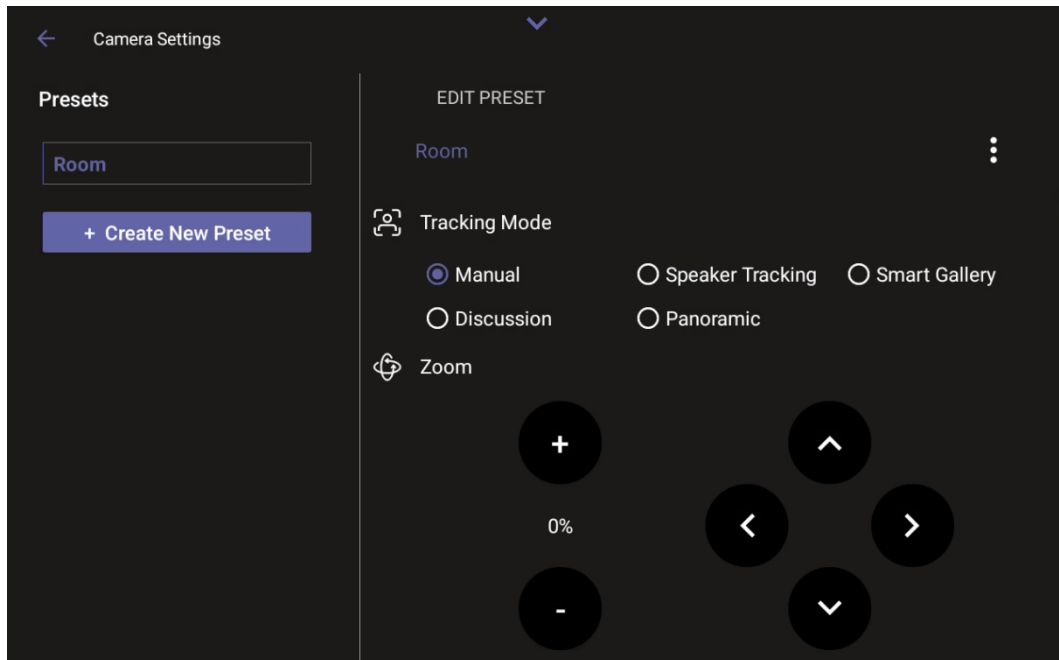 Camera Settings
Presets
Room
+ Create New Preset
EDIT PRESET
Room
Tracking Mode
Manual
Speaker Tracking
Smart Gallery
Discussion
Panoramic
Zoom
+
0%
-